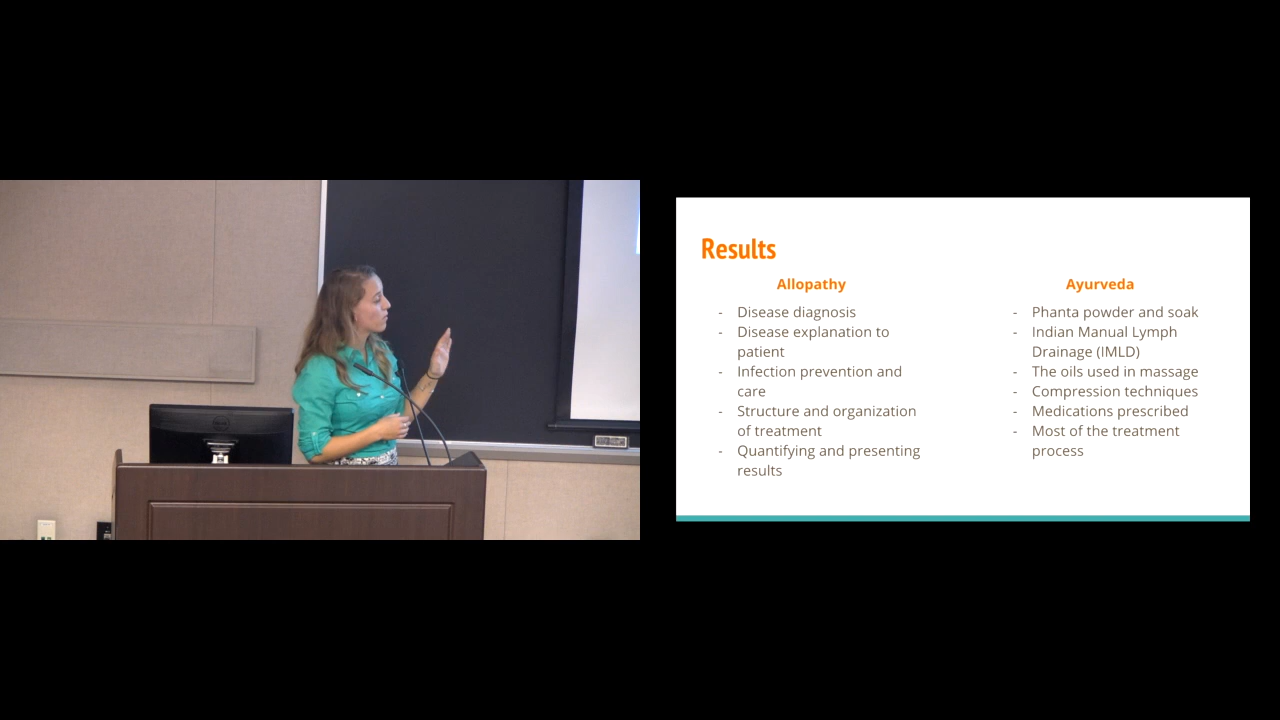 Results
Allopathy
- Disease diagnosis
- Disease explanation to
patient
- Infection prevention and
care
- Structure and organization
of treatment
- Quantifying and presenting
results
Ayurveda
- Phanta powder and soak
- Indian Manual Lymph
Drainage (IMLD)
- The oils used in massage
- Compression techniques
- Medications prescribed
- Most of the treatment
process